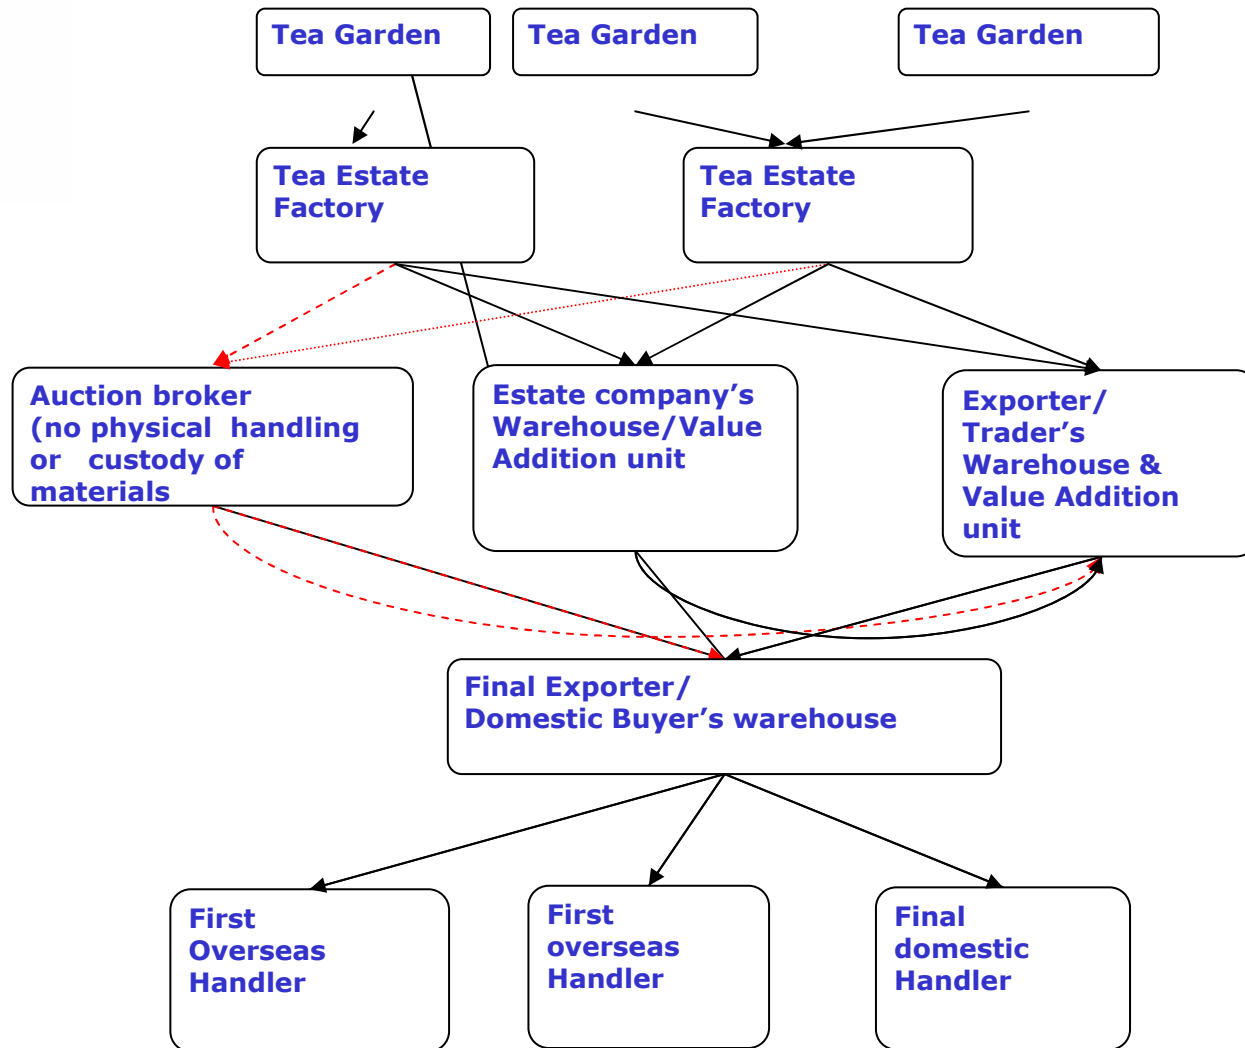 Tea Garden
Tea Garden
Tea Garden
Tea Estate
Factory
Tea Estate
Factory
Auction broker
(no physical handling
or custody of
materials
Estate company’s
Warehouse/Value
Addition unit
Exporter/
Trader’s
Warehouse &
Value Addition
unit
Final Exporter/
Domestic Buyer’s warehouse
First
Overseas
Handler
First
overseas
Handler
Final
domestic
Handler